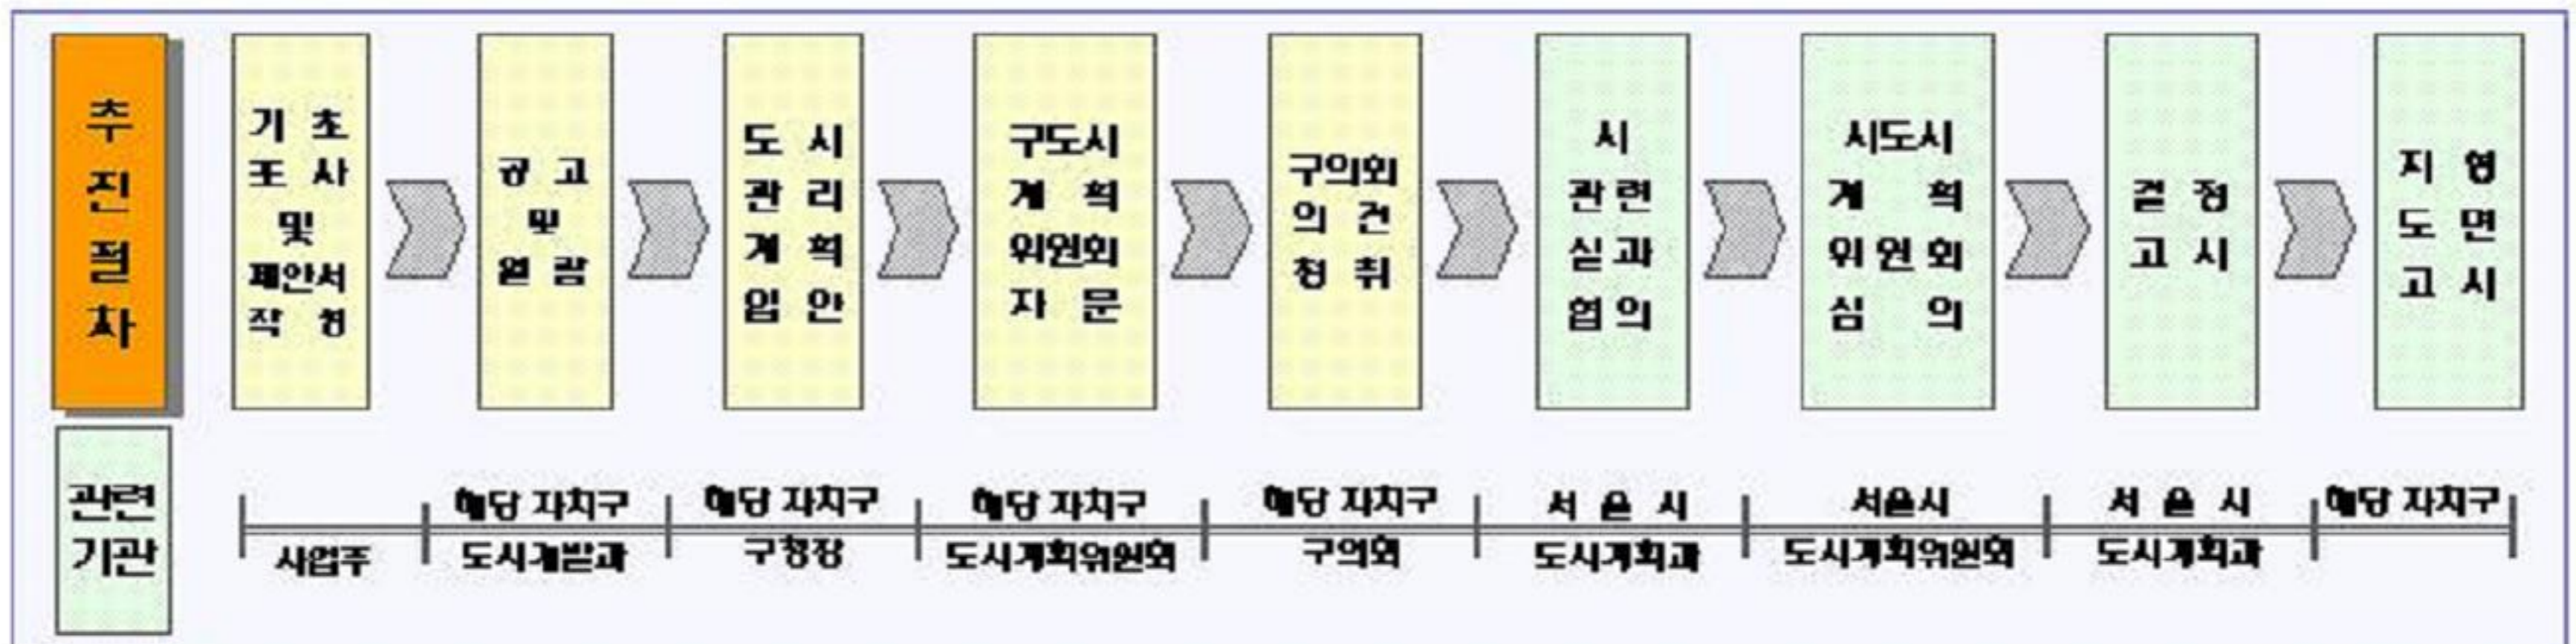 추
진
절
차
기 초
조 사
및
제안서
작 성
공 고
및
열 람
도 시
관 리
계 획
입 안
구도시
계 획
위원회
자 문
구의회
의 견
청 취
시
관 련
실 과
협 의
시도시
계 획
위 원 회
심 의
결 정
고 시
지 형
도 면
고 시
관련
기관
사업주
해당 자치구
도시개발과
해당 자치구
구청장
해당 자치구
도시계획위원회
해당 자치구
구의회
서 울 시
도시계획과
서울시
도시계획위원회
서 울 시
도시계획과
해당 자치구